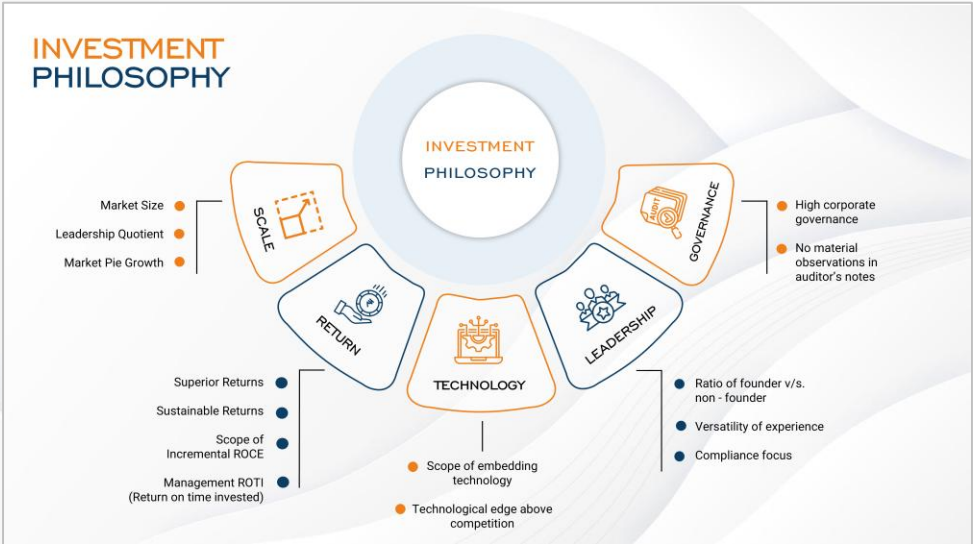 INVESTMENT
PHILOSOPHY
INVESTMENT
PHILOSOPHY
SCALE
Market Size
Leadership Quotient
Market Pie Growth
RETURN
₹
Superior Returns
Sustainable Returns
Scope of
Incremental ROCE
Management ROTI
(Return on time invested)
TECHNOLOGY
Scope of embedding
technology
Technological edge above
competition
LEADERSHIP
Ratio of founder v/s.
non - founder
Versatility of experience
Compliance focus
AUDIT
GOVERNANCE
High corporate
governance
No material
observations in
auditor's notes